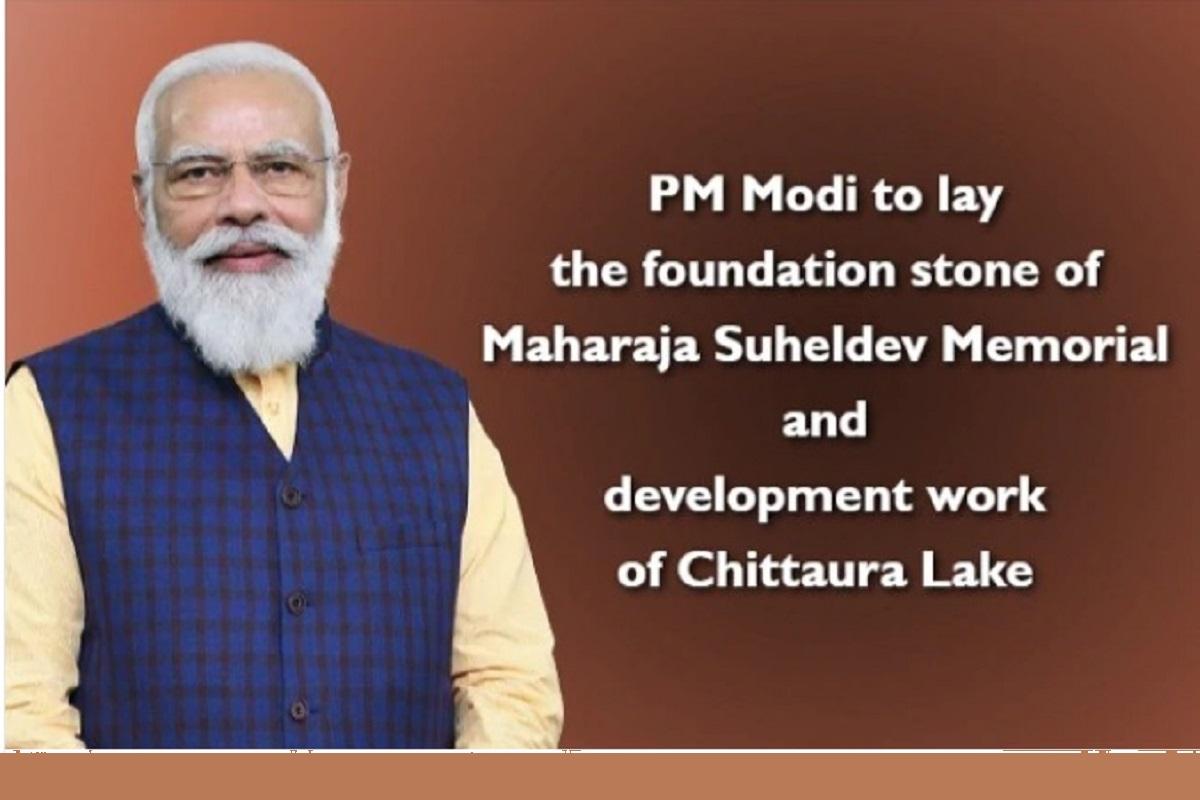 PM Modi to lay
the foundation stone of
Maharaja Suheldev Memorial
and
development work
of Chittaura Lake